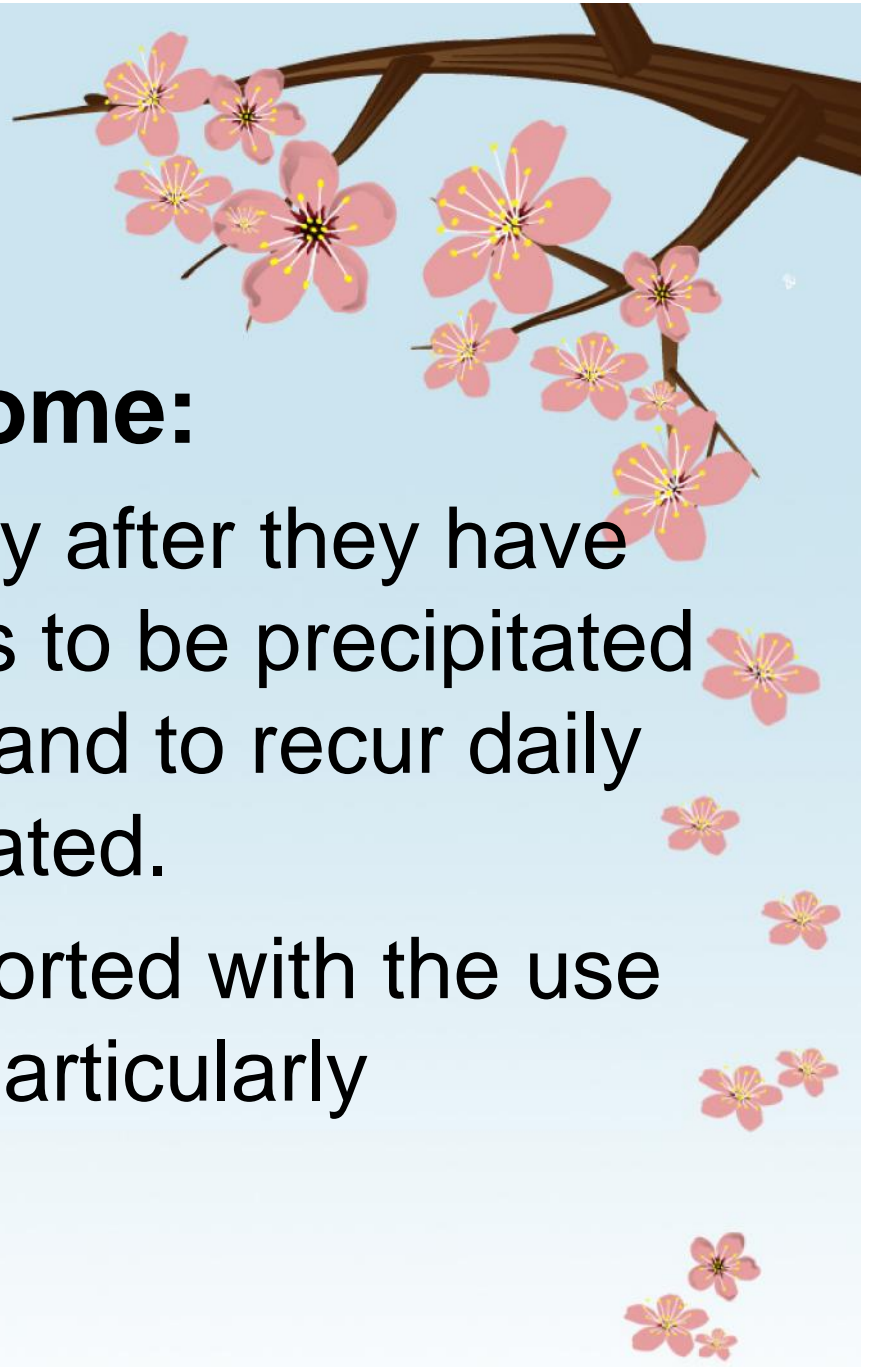 ome:
y after they have
s to be precipitated
and to recur daily
ated.
orted with the use
articularly